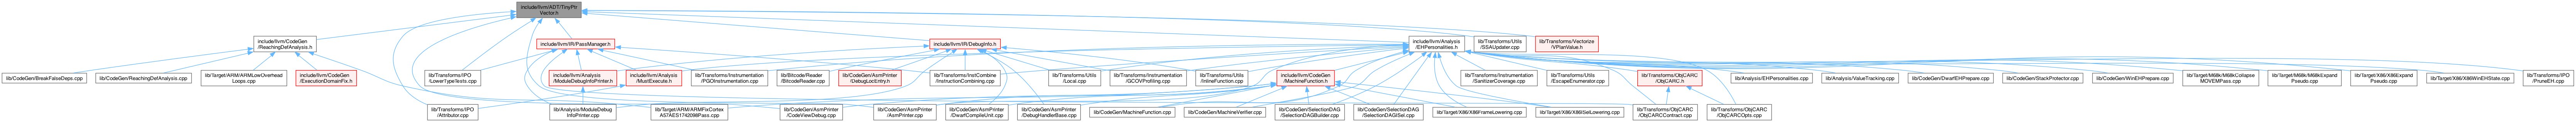 include/llvm/ADT/TinyPtr
Vector.h
include/llvm/CodeGen
/ReachingDefAnalysis.h
include/llvm/IR/PassManager.h
include/llvm/IR/DebugInfo.h
include/llvm/Analysis
/EHPersonalities.h
lib/Transforms/Utils
/SSAUpdater.cpp
lib/Transforms/Vectorize
/VPlanValue.h
lib/CodeGen/BreakFalseDeps.cpp
lib/CodeGen/ReachingDefAnalysis.cpp
lib/Target/ARM/ARMLowOverhead
Loops.cpp
include/llvm/CodeGen
/ExecutionDomainFix.h
lib/Transforms/IPO
/LowerTypeTests.cpp
include/llvm/Analysis
/ModuleDebugInfoPrinter.h
include/llvm/Analysis
/MustExecute.h
lib/Transforms/Instrumentation
/PGOInstrumentation.cpp
lib/Bitcode/Reader
/BitcodeReader.cpp
lib/CodeGen/AsmPrinter
/DebugLocEntry.h
lib/Transforms/InstCombine
/InstructionCombining.cpp
lib/Transforms/Utils
/Local.cpp
lib/Transforms/Instrumentation
/GCOVProfiling.cpp
lib/Transforms/Utils
/InlineFunction.cpp
include/llvm/CodeGen
/MachineFunction.h
lib/Transforms/Instrumentation
/SanitizerCoverage.cpp
lib/Transforms/Utils
/EscapeEnumerator.cpp
lib/Transforms/ObjCARC
/ObjCARC.h
lib/Analysis/EHPersonalities.cpp
lib/Analysis/ValueTracking.cpp
lib/CodeGen/DwarfEHPrepare.cpp
lib/CodeGen/StackProtector.cpp
lib/CodeGen/WinEHPrepare.cpp
lib/Target/M68k/M68kCollapse
MOVEMPass.cpp
lib/Target/M68k/M68kExpand
Pseudo.cpp
lib/Target/X86/X86Expand
Pseudo.cpp
lib/Target/X86/X86WinEHState.cpp
lib/Transforms/IPO
/PruneEH.cpp
lib/Transforms/IPO
/Attributor.cpp
lib/Analysis/ModuleDebug
InfoPrinter.cpp
lib/Target/ARM/ARMFixCortex
A57AES1742098Pass.cpp
lib/CodeGen/AsmPrinter
/CodeViewDebug.cpp
lib/CodeGen/AsmPrinter
/AsmPrinter.cpp
lib/CodeGen/AsmPrinter
/DwarfCompileUnit.cpp
lib/CodeGen/AsmPrinter
/DebugHandlerBase.cpp
lib/CodeGen/MachineFunction.cpp
lib/CodeGen/MachineVerifier.cpp
lib/CodeGen/SelectionDAG
/SelectionDAGBuilder.cpp
lib/CodeGen/SelectionDAG
/SelectionDAGISel.cpp
lib/Target/X86/X86FrameLowering.cpp
lib/Target/X86/X86ISelLowering.cpp
lib/Transforms/ObjCARC
/ObjCARCContract.cpp
lib/Transforms/ObjCARC
/ObjCARCOpts.cpp